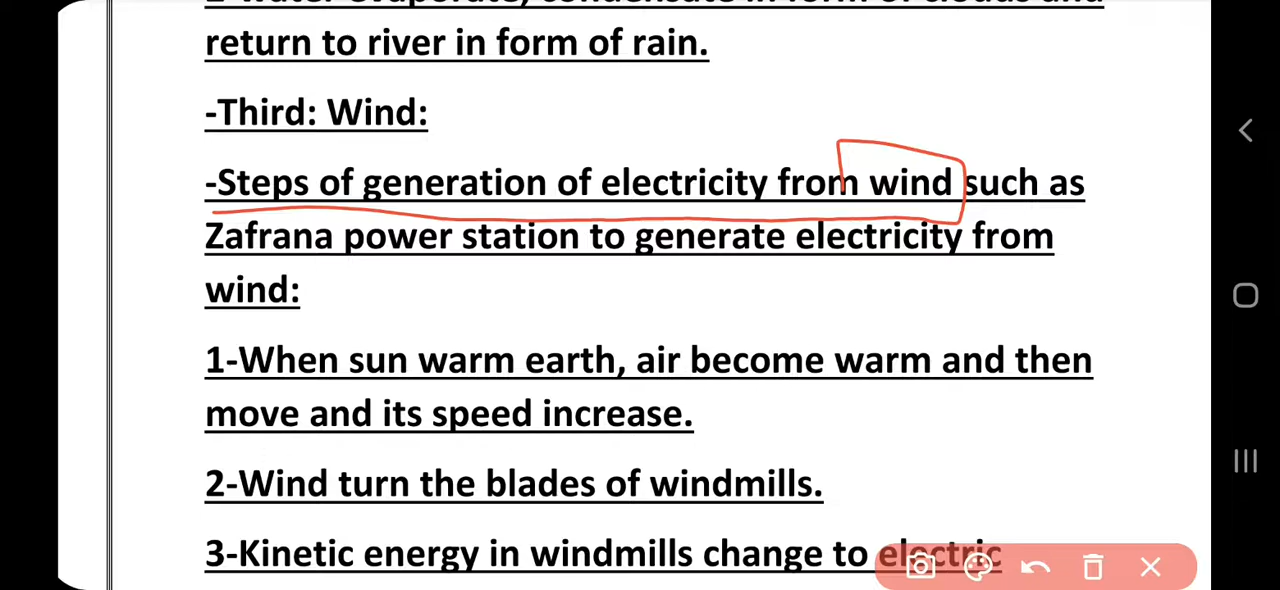 return to river in form of rain.
-Third: Wind:
-Steps of generation of electricity from wind such as
Zafrana power station to generate electricity from
wind:
1-When sun warm earth, air become warm and then
move and its speed increase.
2-Wind turn the blades of windmills.
3-Kinetic energy in windmills change to electric